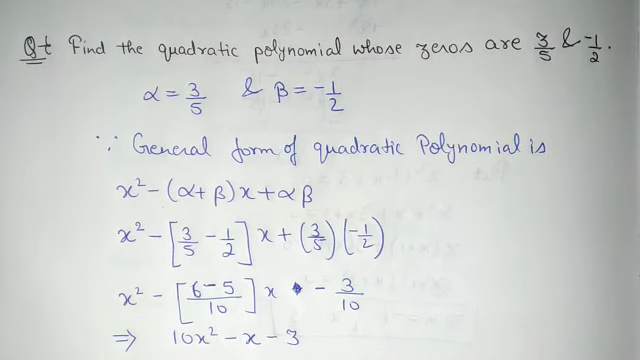 Qt Find the quadratic polynomial whose zeros are 3/5 & -1/2.
α = 3/5 & β = -1/2
∵ General form of quadratic Polynomial is
x² - (α + β) x + α β
x² - [3/5 - 1/2] x + (3/5) (-1/2)
x² - [6-5/10] x - 3/10
⇒ 10x² - x - 3